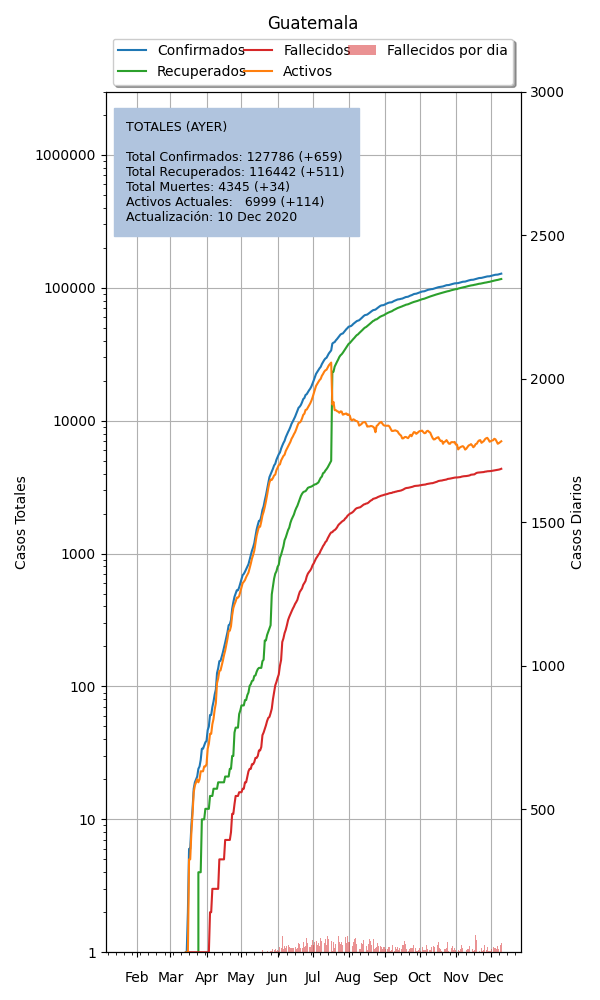 Guatemala
Confirmados
Recuperados
Fallecidos
Activos
Fallecidos por dia
TOTALES (AYER)
Total Confirmados: 127786 (+659)
Total Recuperados: 116442 (+511)
Total Muertes: 4345 (+34)
Activos Actuales:   6999 (+114)
Actualización: 10 Dec 2020
Casos Totales
1000000
100000
10000
1000
100
10
1
Casos Diarios
3000
2500
2000
1500
1000
500
Feb Mar Apr May Jun Jul Aug Sep Oct Nov Dec